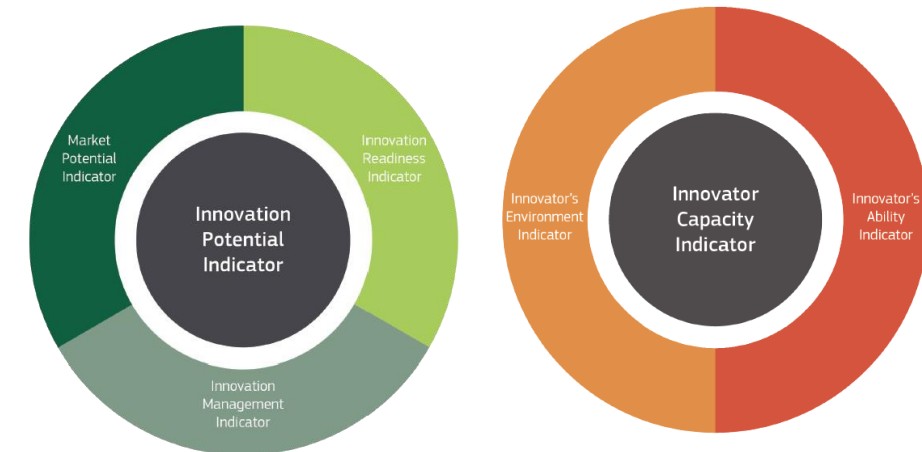 Market
Potential
Indicator
Innovation
Readiness
Indicator
Innovation
Potential
Indicator
Innovation
Management
Indicator
Innovator's
Environment
Indicator
Innovator
Capacity
Indicator
Innovator's
Ability
Indicator